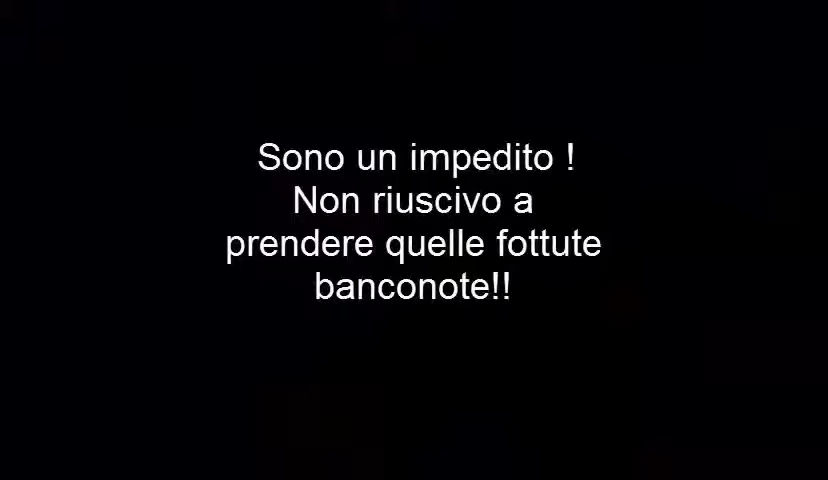 Sono un impedito !
Non riuscivo a
prendere quelle fottute
banconote!!